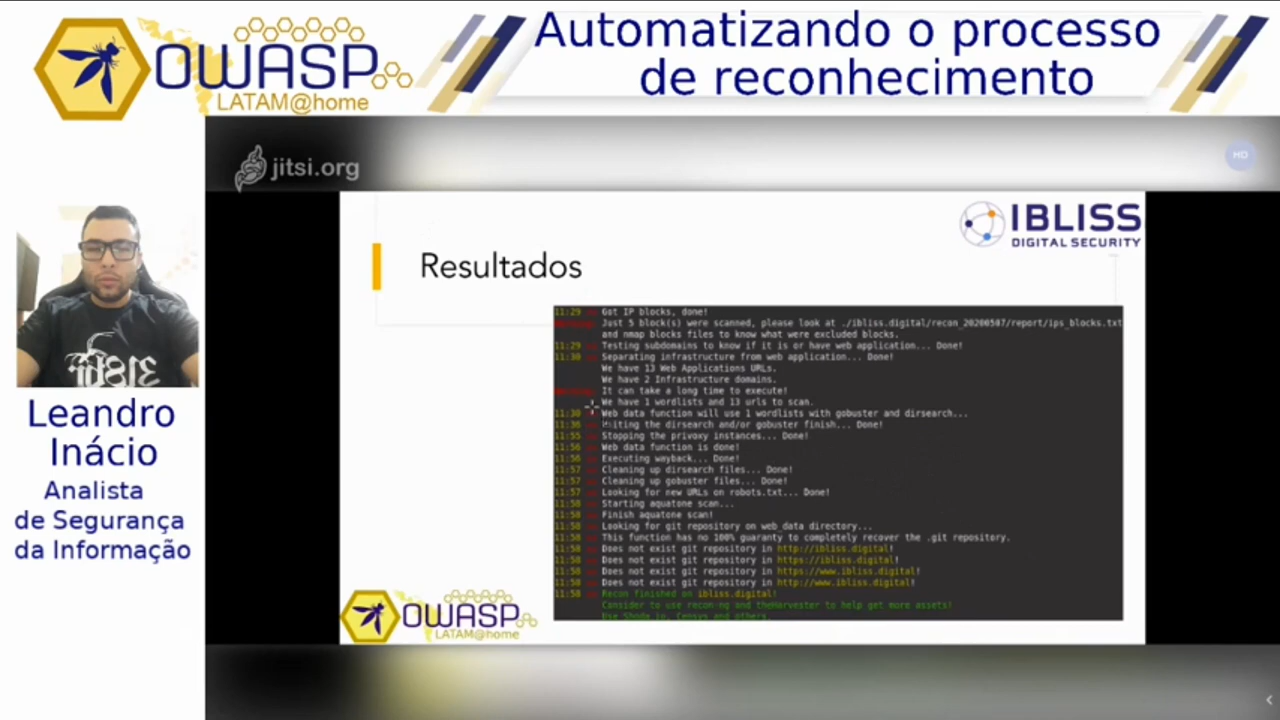 OWASP
LATAM@home
Automatizando o processo
de reconhecimento
jitsi.org
HD
IBLISS
DIGITAL SECURITY
Resultados
11:29 Got IP blocks, done!
Just 5 block(s) were scanned, please look at ./ibliss.digital/recon_20200507/report/ips_blocks.txt
and nmap blocks files to know what were excluded blocks.
11:29 Testing subdomains to know if it is or have web application... Done!
11:30 Separating infrastructure from web application... Done!
We have 13 Web Applications URLs.
We have 2 Infrastructure domains.
It can take a long time to execute!
We have 1 wordlists and 13 urls to scan.
11:30 Web data function will use 1 wordlists with gobuster and dirsearch...
11:36 the dirsearch and/or gobuster finish... Done!
11:55 Stopping the privoxy instances... Done!
11:56 Web data function is done!
11:56 Executing wayback... Done!
11:57 Cleaning up dirsearch files... Done!
11:57 Cleaning up gobuster files... Done!
11:57 Looking for new URLs on robots.txt... Done!
11:58 Starting aquatone scan...
11:58 Finish aquatone scan!
11:58 Looking for git repository on web_data directory...
11:58 This function has no 100% guaranty to completely recover the .git repository.
11:58 Does not exist git repository in http://ibliss.digital!
11:58 Does not exist git repository in https://ibliss.digital!
11:58 Does not exist git repository in https://www.ibliss.digital!
11:58 Does not exist git repository in http://www.ibliss.digital!
11:58 Recon finished on ibliss.digital!
Consider to use recon-ng and theHarvester to help get more assets!
Use Shodan.io, Censys and others.
OWASP
LATAM@home
Leandro
Inácio
Analista
de Segurança
da Informação